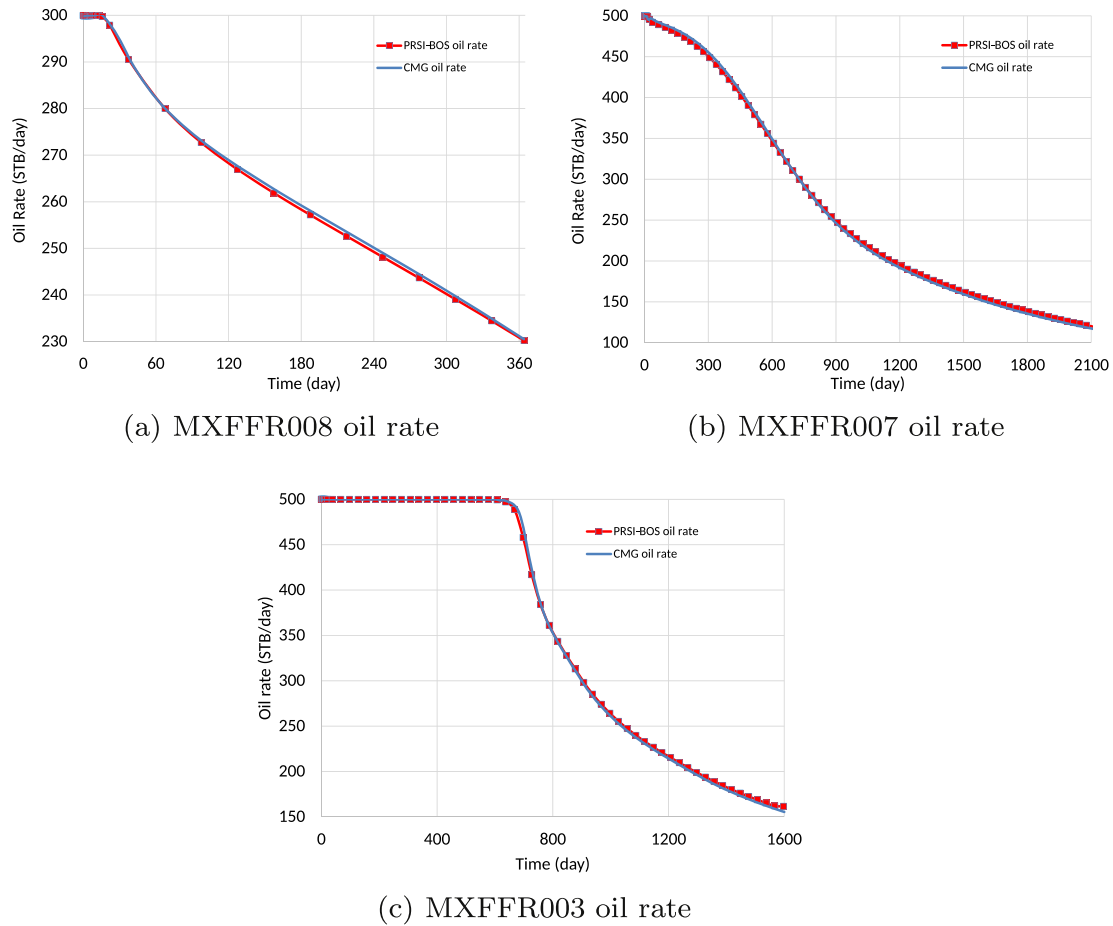 300
290
280
270
260
250
240
230
Oil Rate (STB/day)
PRSI-BOS oil rate
CMG oil rate
0 60 120 180 240 300 360
Time (day)
(a) MXFFR008 oil rate
500
450
400
350
300
250
200
150
100
Oil Rate (STB/day)
PRSI-BOS oil rate
CMG oil rate
0 300 600 900 1200 1500 1800 2100
Time (day)
(b) MXFFR007 oil rate
500
450
400
350
300
250
200
150
Oil rate (STB/day)
PRSI-BOS oil rate
CMG oil rate
0 400 800 1200 1600
Time (day)
(c) MXFFR003 oil rate